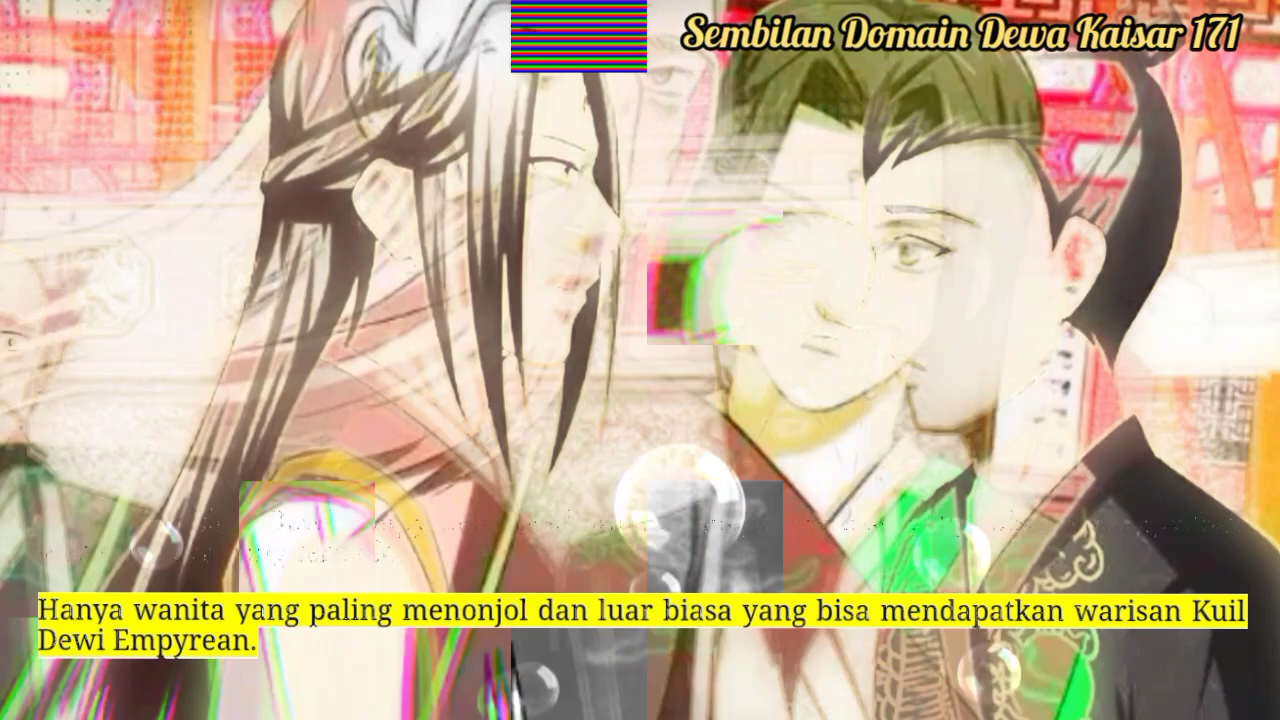 Sembilan Domain Dewa Kaisar 171
Hanya wanita yang paling menonjol dan luar biasa yang bisa mendapatkan warisan Kuil
Dewi Empyrean.